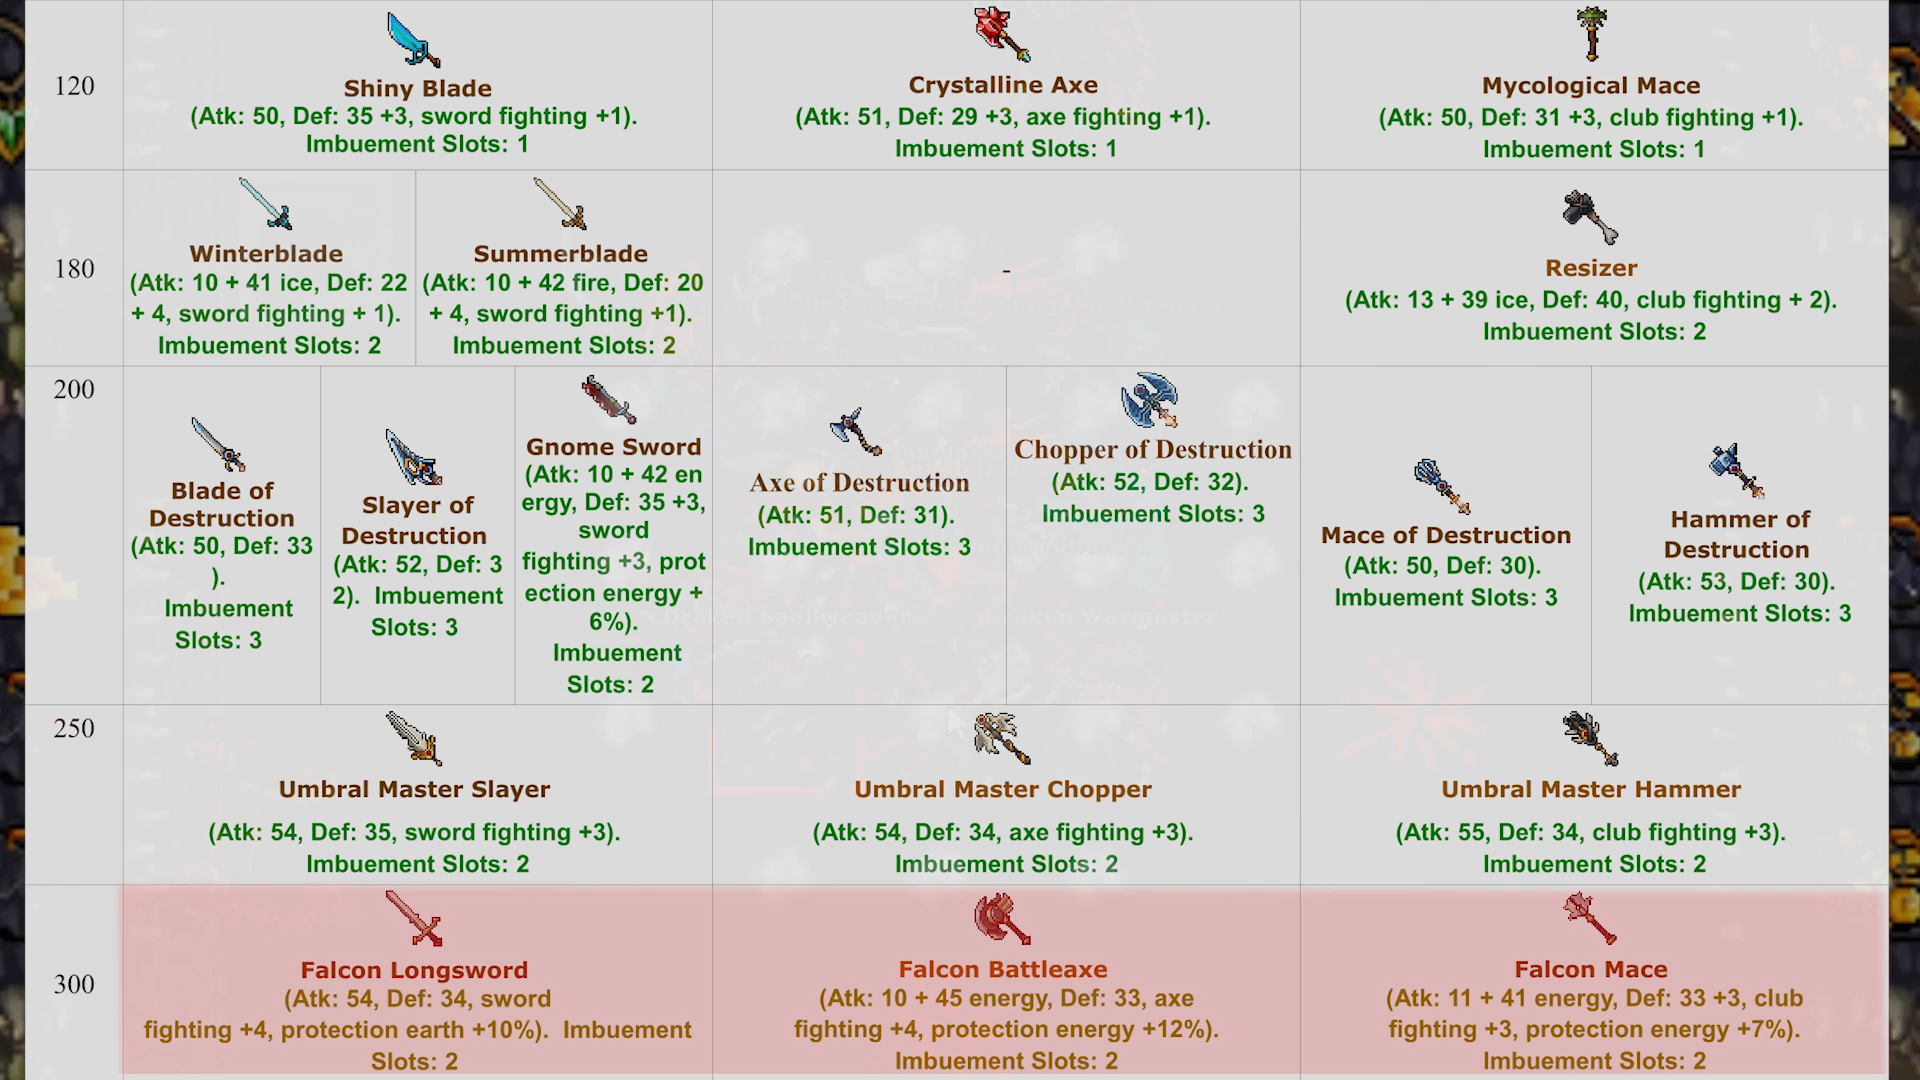 120
Shiny Blade
(Atk: 50, Def: 35 +3, sword fighting +1).
Imbuement Slots: 1
Crystalline Axe
(Atk: 51, Def: 29 +3, axe fighting +1).
Imbuement Slots: 1
Mycological Mace
(Atk: 50, Def: 31 +3, club fighting +1).
Imbuement Slots: 1
180
Winterblade
(Atk: 10 + 41 ice, Def: 22
+ 4, sword fighting + 1).
Imbuement Slots: 2
Summerblade
(Atk: 10 + 42 fire, Def: 20
+ 4, sword fighting +1).
Imbuement Slots: 2
-
Resizer
(Atk: 13 + 39 ice, Def: 40, club fighting + 2).
Imbuement Slots: 2
200
Blade of
Destruction
(Atk: 50, Def: 33
).
Imbuement
Slots: 3
Slayer of
Destruction
(Atk: 52, Def: 3
2). Imbuement
Slots: 3
Gnome Sword
(Atk: 10 + 42 en
ergy, Def: 35 +3,
sword
fighting +3, prot
ection energy +
6%).
Imbuement
Slots: 2
Axe of Destruction
(Atk: 51, Def: 31).
Imbuement Slots: 3
Chopper of Destruction
(Atk: 52, Def: 32).
Imbuement Slots: 3
Mace of Destruction
(Atk: 50, Def: 30).
Imbuement Slots: 3
Hammer of
Destruction
(Atk: 53, Def: 30).
Imbuement Slots: 3
Draken Spellweaver
Draken Warmaster
250
Umbral Master Slayer
(Atk: 54, Def: 35, sword fighting +3).
Imbuement Slots: 2
Umbral Master Chopper
(Atk: 54, Def: 34, axe fighting +3).
Imbuement Slots: 2
Umbral Master Hammer
(Atk: 55, Def: 34, club fighting +3).
Imbuement Slots: 2
300
Falcon Longsword
(Atk: 54, Def: 34, sword
fighting +4, protection earth +10%). Imbuement
Slots: 2
Falcon Battleaxe
(Atk: 10 + 45 energy, Def: 33, axe
fighting +4, protection energy +12%).
Imbuement Slots: 2
Falcon Mace
(Atk: 11 + 41 energy, Def: 33 +3, club
fighting +3, protection energy +7%).
Imbuement Slots: 2